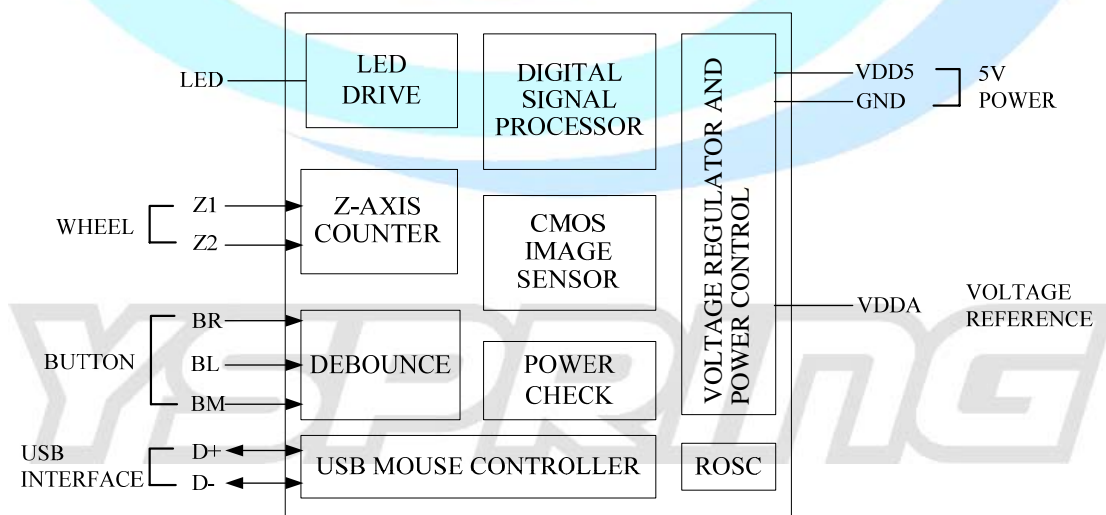 LED
LED
DRIVE
DIGITAL
SIGNAL
PROCESSOR
VOLTAGE REGULATOR AND
POWER CONTROL
VDD5
GND
5V
POWER
WHEEL
Z1
Z2
Z-AXIS
COUNTER
CMOS
IMAGE
SENSOR
VDDA
VOLTAGE
REFERENCE
BUTTON
BR
BL
BM
DEBOUNCE
POWER
CHECK
USB
INTERFACE
D+
D-
USB MOUSE CONTROLLER
ROSC
YSPRING